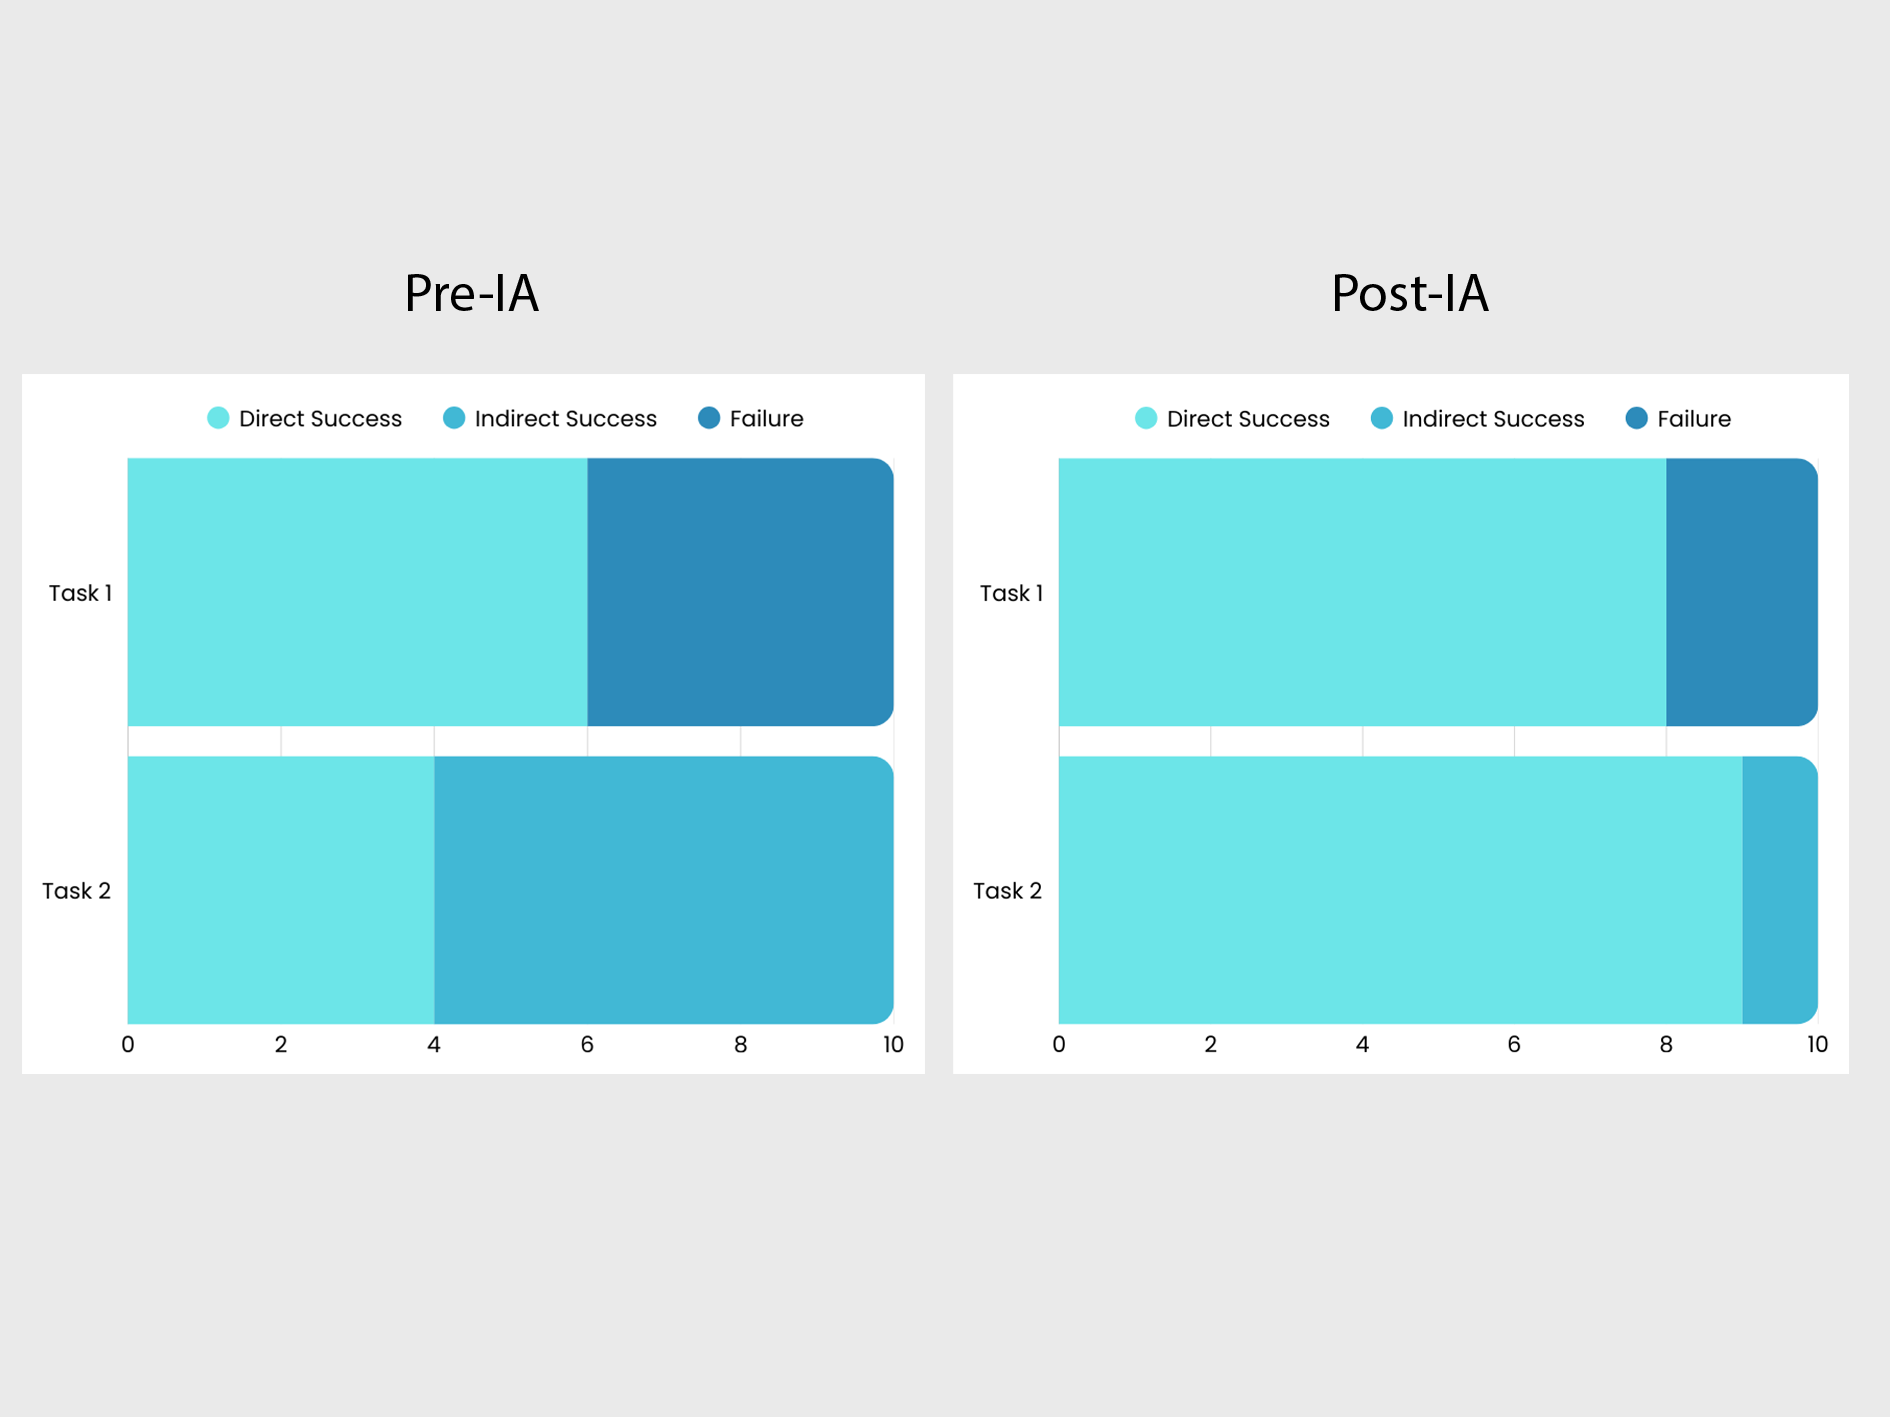 Pre-IA
Direct Success Indirect Success Failure
Task 1
Task 2
0 2 4 6 8 10
Post-IA
Direct Success Indirect Success Failure
Task 1
Task 2
0 2 4 6 8 10